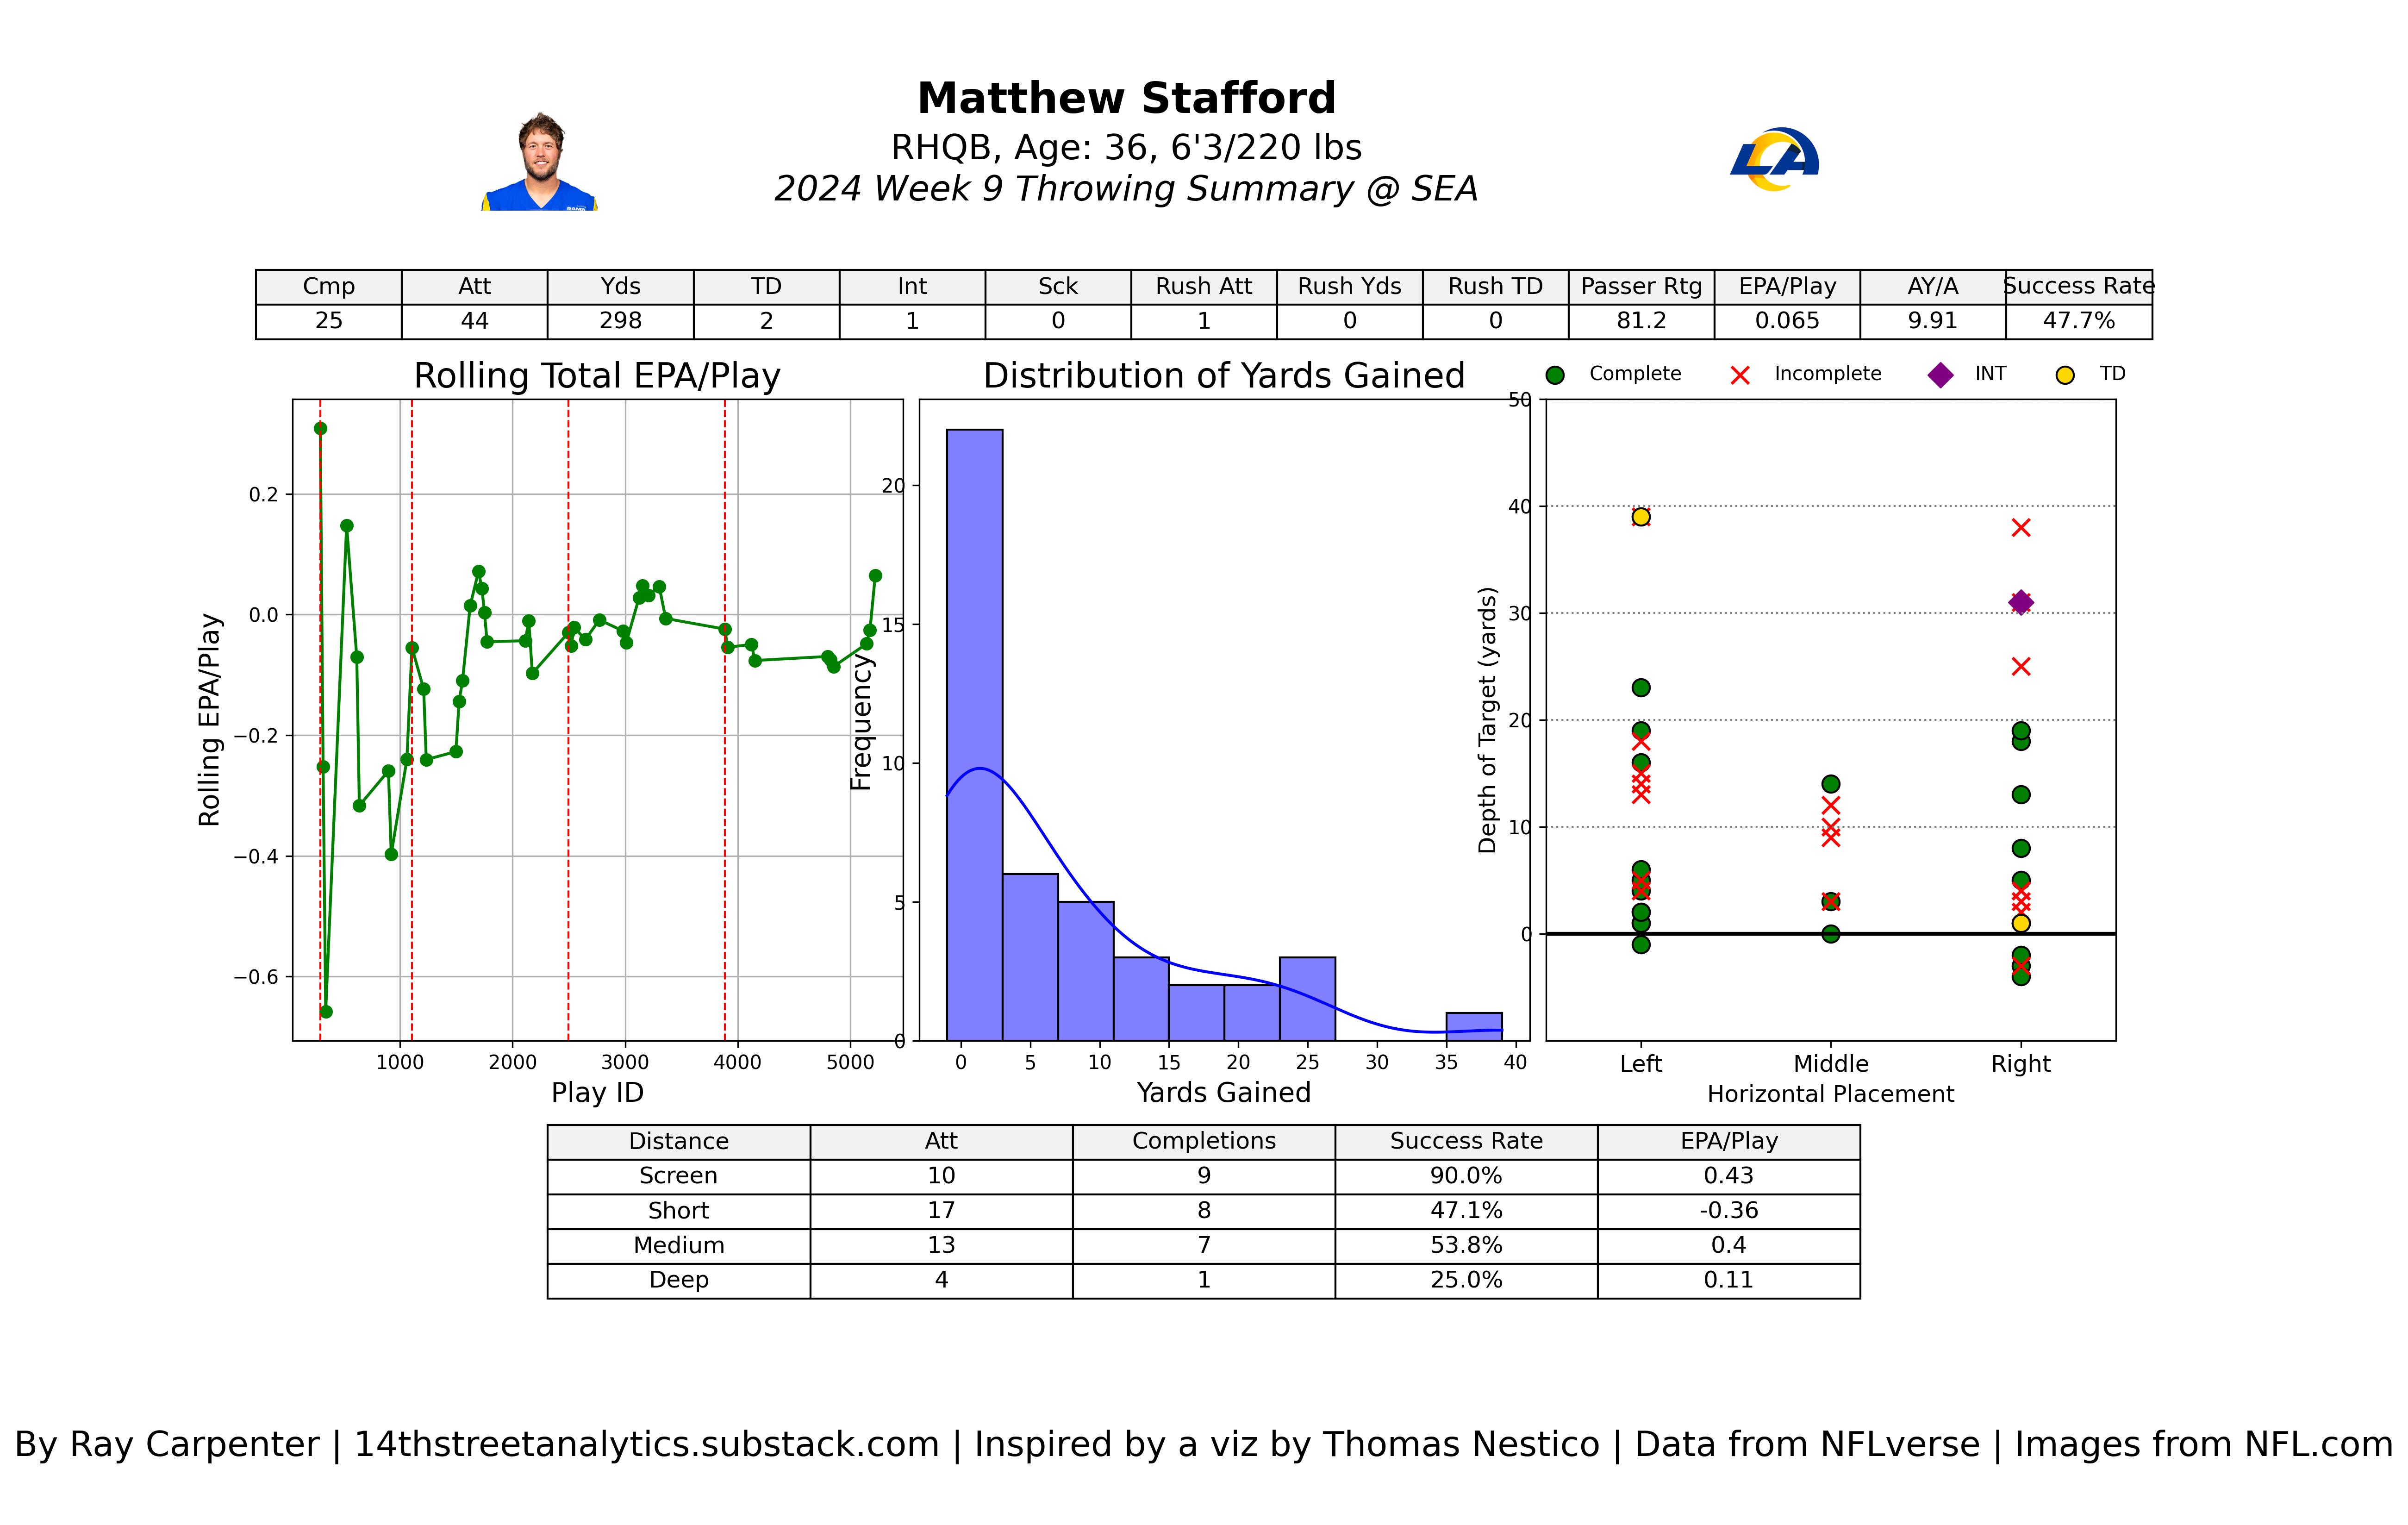 Matthew Stafford
RHQB, Age: 36, 6'3/220 lbs
2024 Week 9 Throwing Summary @ SEA
LA
Cmp Att Yds TD Int Sck Rush Att Rush Yds Rush TD Passer Rtg EPA/Play AY/A Success Rate
25 44 298 2 1 0 1 0 0 81.2 0.065 9.91 47.7%
Rolling Total EPA/Play
0.2
0.0
−0.2
−0.4
−0.6
Rolling EPA/Play
1000 2000 3000 4000 5000
Play ID
Distribution of Yards Gained
20
15
10
5
0
Frequency
0 5 10 15 20 25 30 35 40
Yards Gained
Complete Incomplete INT TD
50
40
30
20
10
0
Depth of Target (yards)
Left Middle Right
Horizontal Placement
Distance Att Completions Success Rate EPA/Play
Screen 10 9 90.0% 0.43
Short 17 8 47.1% -0.36
Medium 13 7 53.8% 0.4
Deep 4 1 25.0% 0.11
By Ray Carpenter | 14thstreetanalytics.substack.com | Inspired by a viz by Thomas Nestico | Data from NFLverse | Images from NFL.com